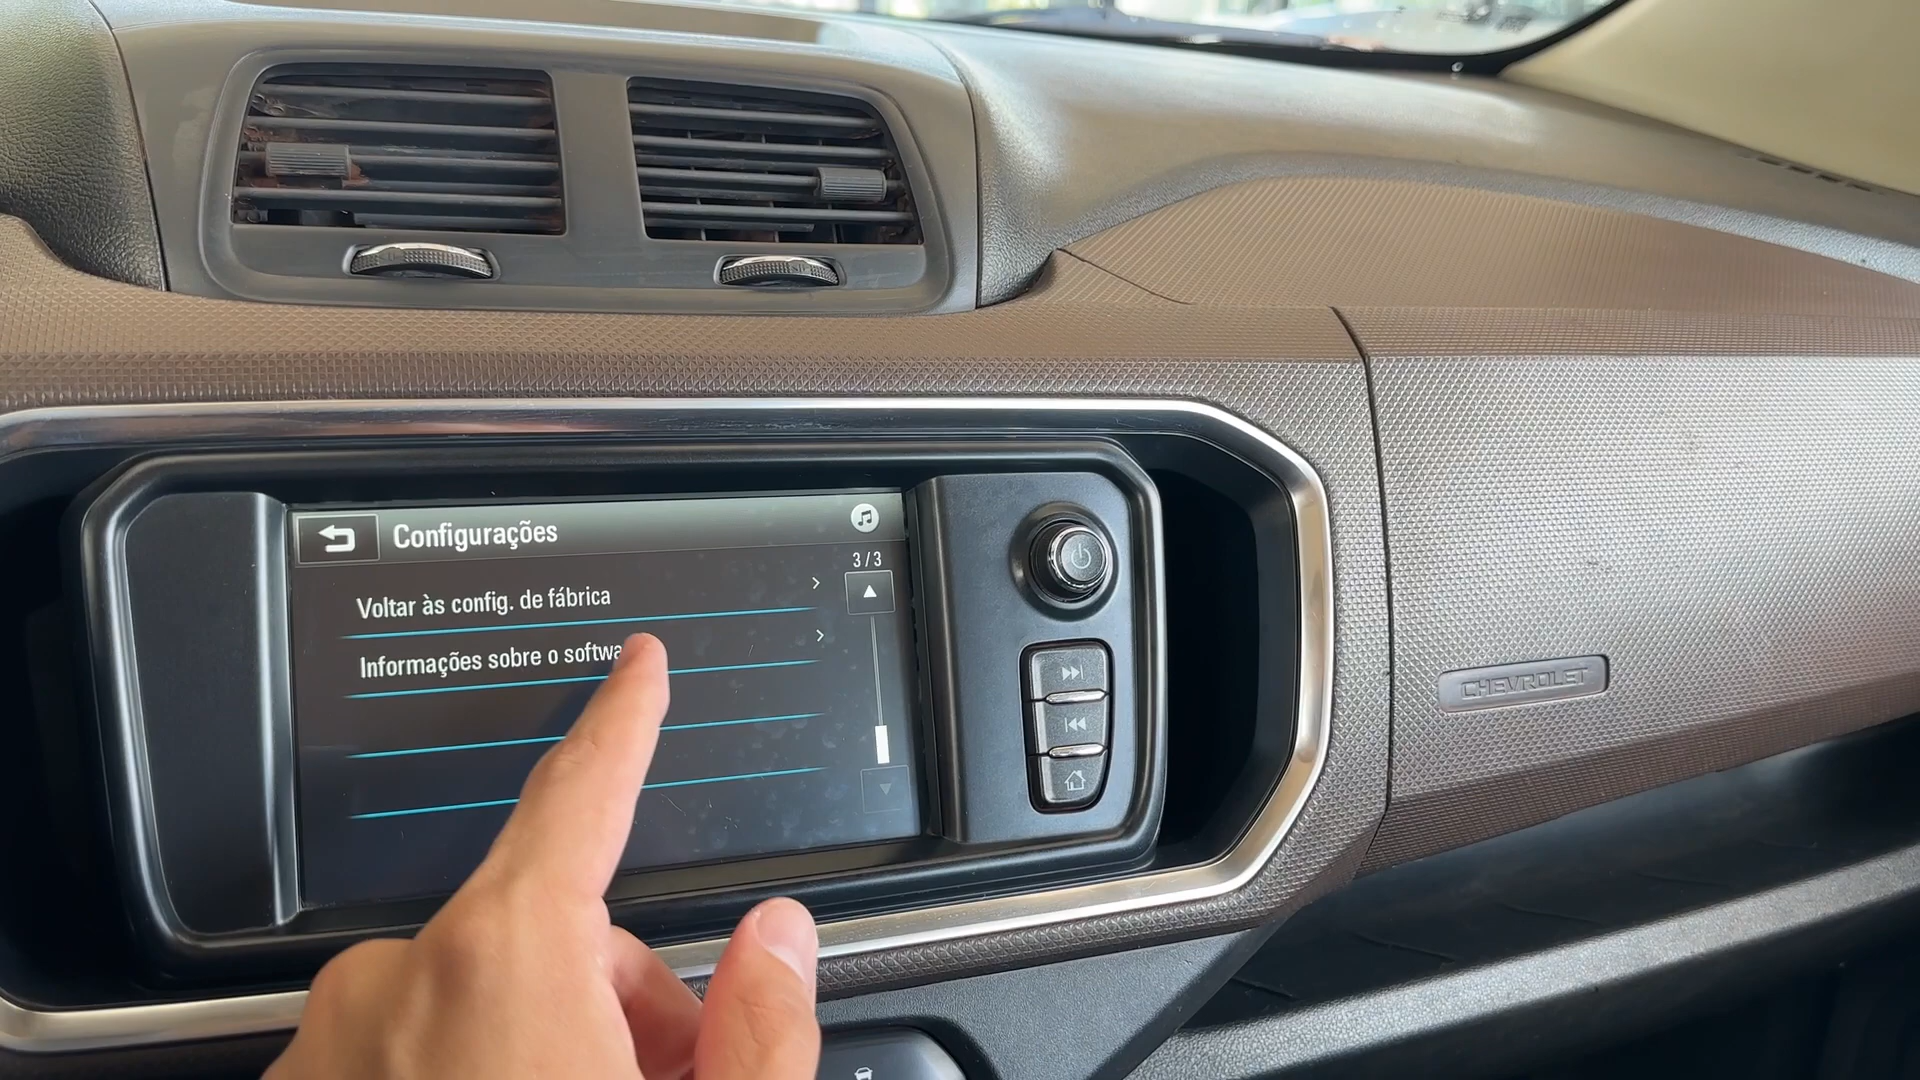 Configurações
3/3
Voltar às config. de fábrica
Informações sobre o softwa
CHEVROLET